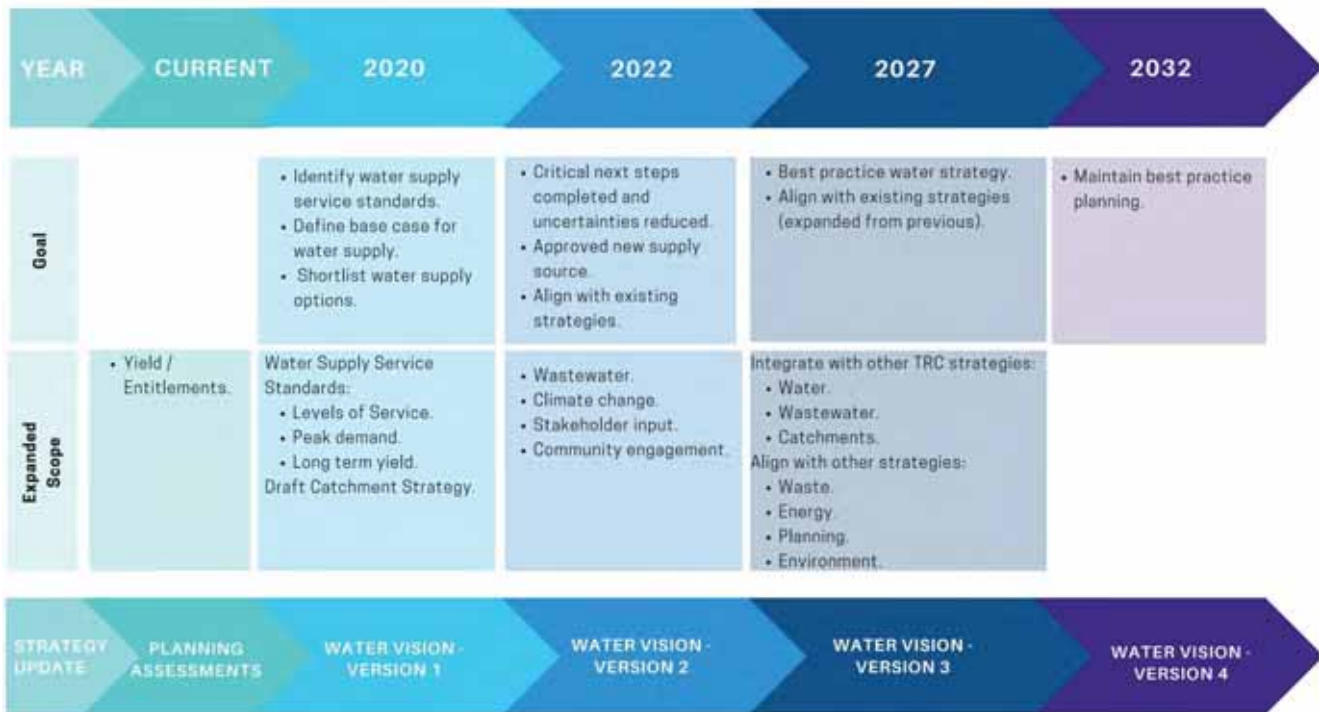 YEAR
CURRENT
2020
2022
2027
2032
Goal
• Identify water supply
service standards.
• Define base case for
water supply.
• Shortlist water supply
options.
• Critical next steps
completed and
uncertainties reduced.
• Approved new supply
source.
• Align with existing
strategies.
• Best practice water strategy.
• Align with existing strategies
(expanded from previous).
• Maintain best practice
planning.
Expanded
Scope
• Yield /
Entitlements.
Water Supply Service
Standards:
• Levels of Service.
• Peak demand.
• Long term yield.
Draft Catchment Strategy.
• Wastewater.
• Climate change.
• Stakeholder input.
• Community engagement.
Integrate with other TRC strategies:
• Water.
• Wastewater.
• Catchments.
Align with other strategies:
• Waste.
• Energy.
• Planning.
• Environment.
STRATEGY
UPDATE
PLANNING
ASSESSMENTS
WATER VISION -
VERSION 1
WATER VISION -
VERSION 2
WATER VISION -
VERSION 3
WATER VISION -
VERSION 4